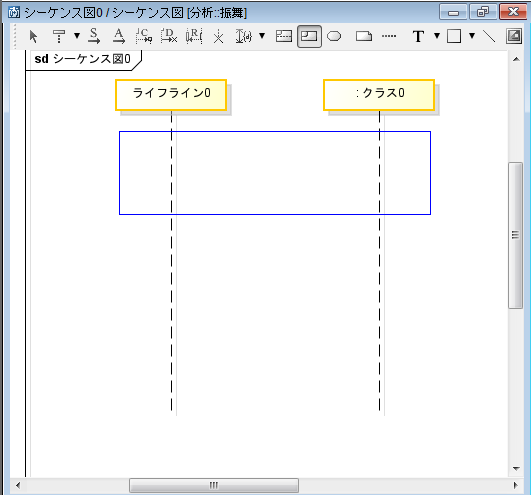 シーケンス図0 / シーケンス図 [分析::振舞]
S A C D R {a} T
sd シーケンス図0
ライフライン0
: クラス0